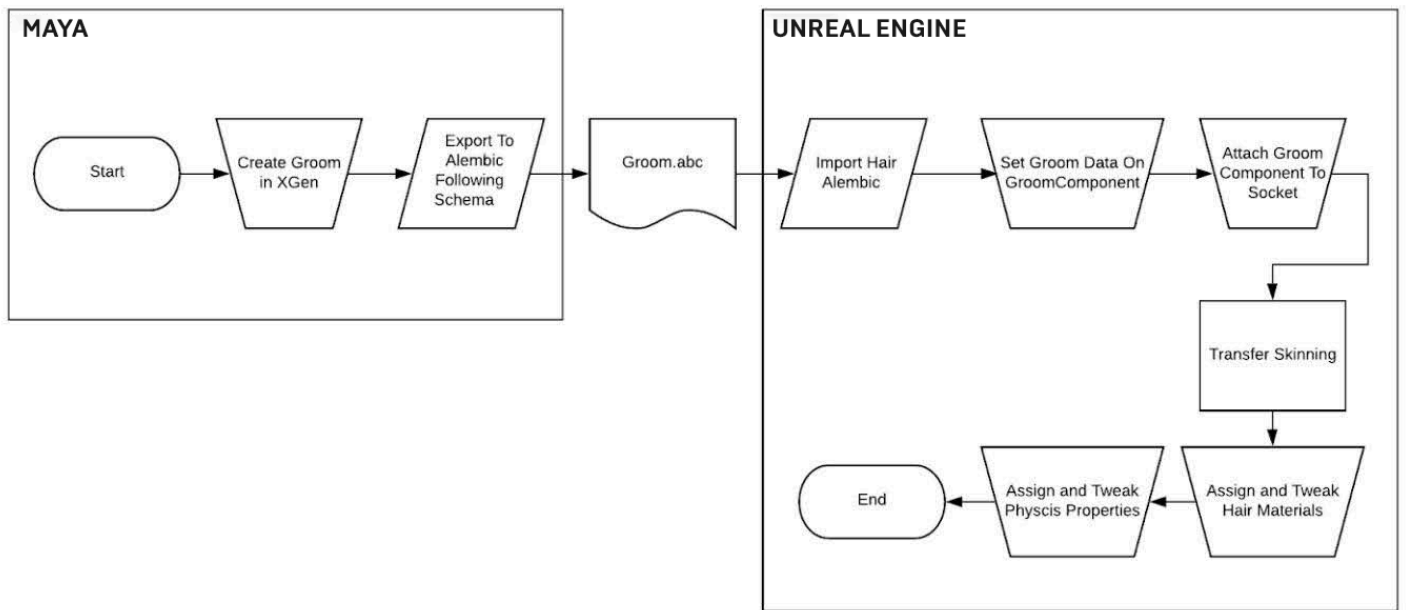 MAYA
Start
Create Groom
in XGen
Export To
Alembic
Following
Schema
Groom.abc
UNREAL ENGINE
Import Hair
Alembic
Set Groom Data On
GroomComponent
Attach Groom
Component To
Socket
Transfer Skinning
Assign and Tweak
Hair Materials
Assign and Tweak
Physcis Properties
End